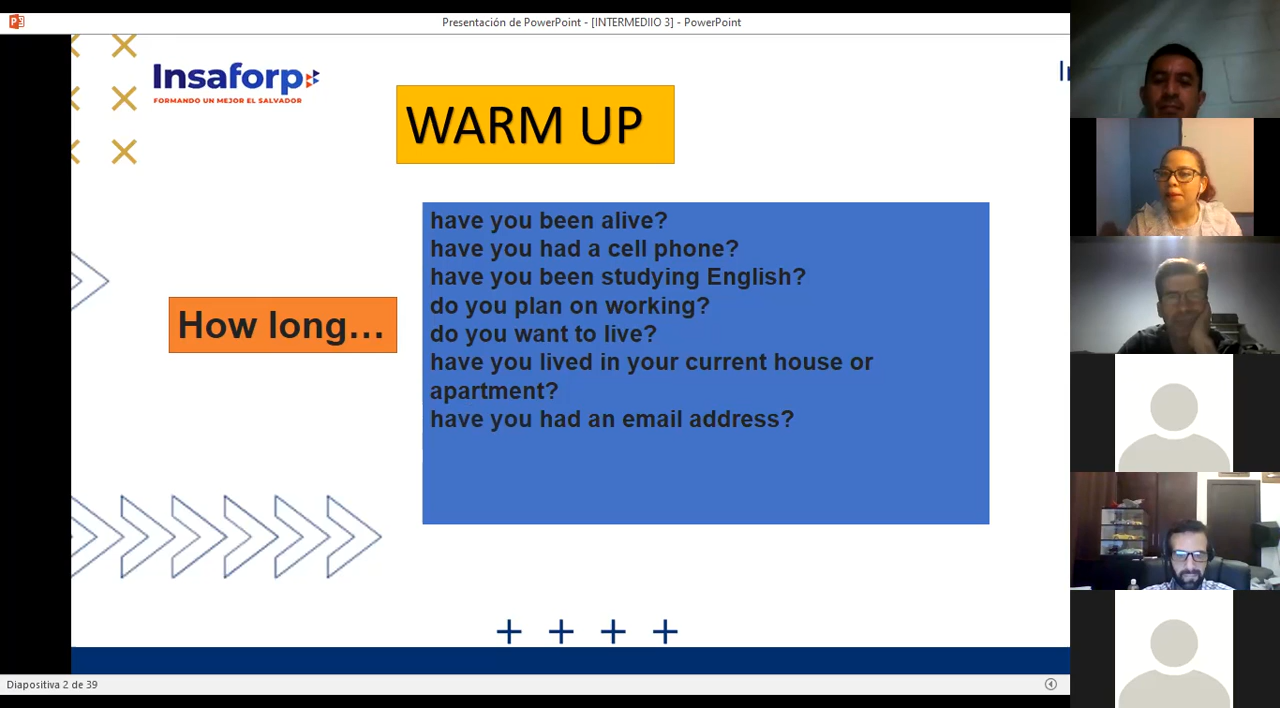 Presentación de PowerPoint - [INTERMEDIIO 3] - PowerPoint
Insaforp
FORMANDO UN MEJOR EL SALVADOR
WARM UP
How long...
have you been alive?
have you had a cell phone?
have you been studying English?
do you plan on working?
do you want to live?
have you lived in your current house or
apartment?
have you had an email address?
Diapositiva 2 de 39